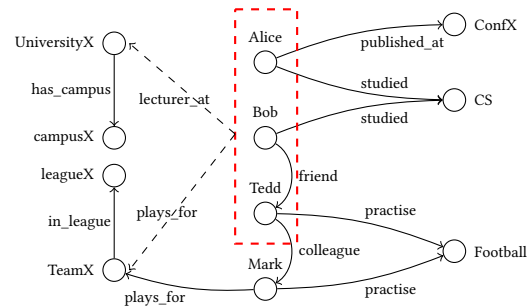 Alice
ConfX
UniversityX
published_at
has_campus
lecturer_at
studied
CS
Bob
studied
campusX
leagueX
friend
Tedd
in_league
plays_for
practise
colleague
Football
TeamX
Mark
plays_for
practise